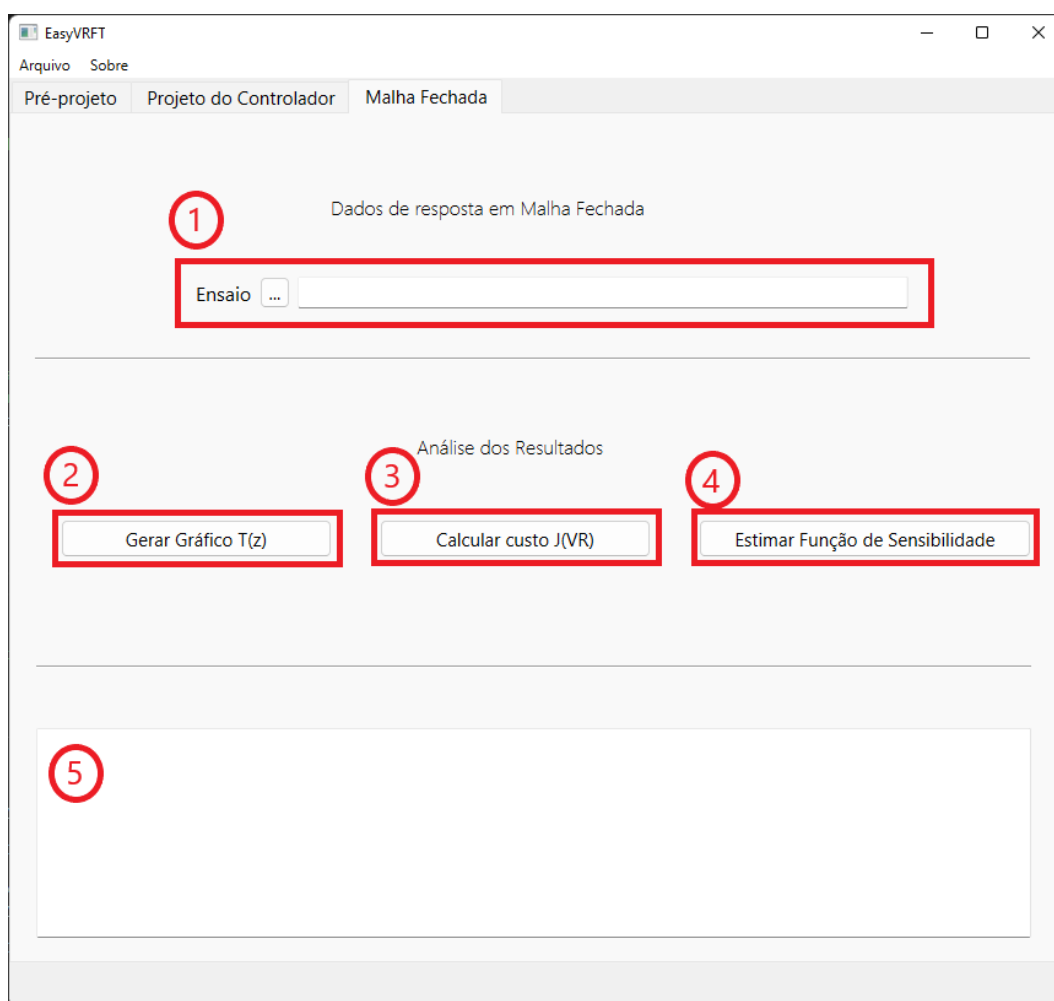 EasyVRFT
Arquivo Sobre
Pré-projeto Projeto do Controlador Malha Fechada
1
Dados de resposta em Malha Fechada
Ensaio ...
Análise dos Resultados
2 3 4
Gerar Gráfico T(z) Calcular custo J(VR) Estimar Função de Sensibilidade
5